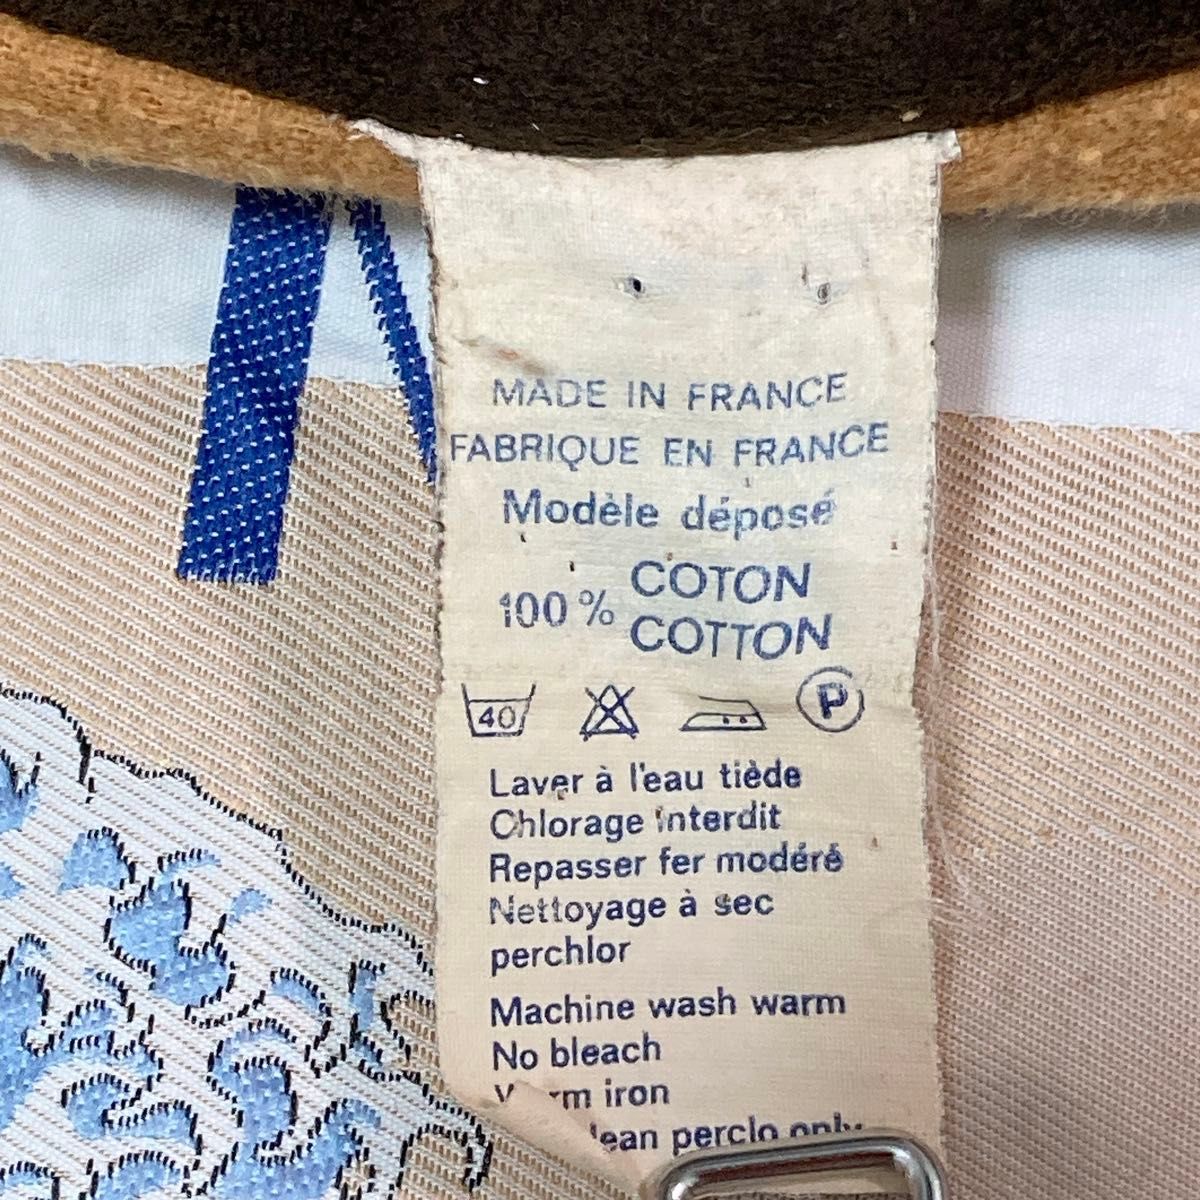 MADE IN FRANCE
FABRIQUE EN FRANCE
Modèle déposé
100 % COTON
COTTON
40 P
Laver à l'eau tiède
Chlorage interdit
Repasser fer modéré
Nettoyage à sec
perchlor
Machine wash warm
No bleach
iron
perclo only